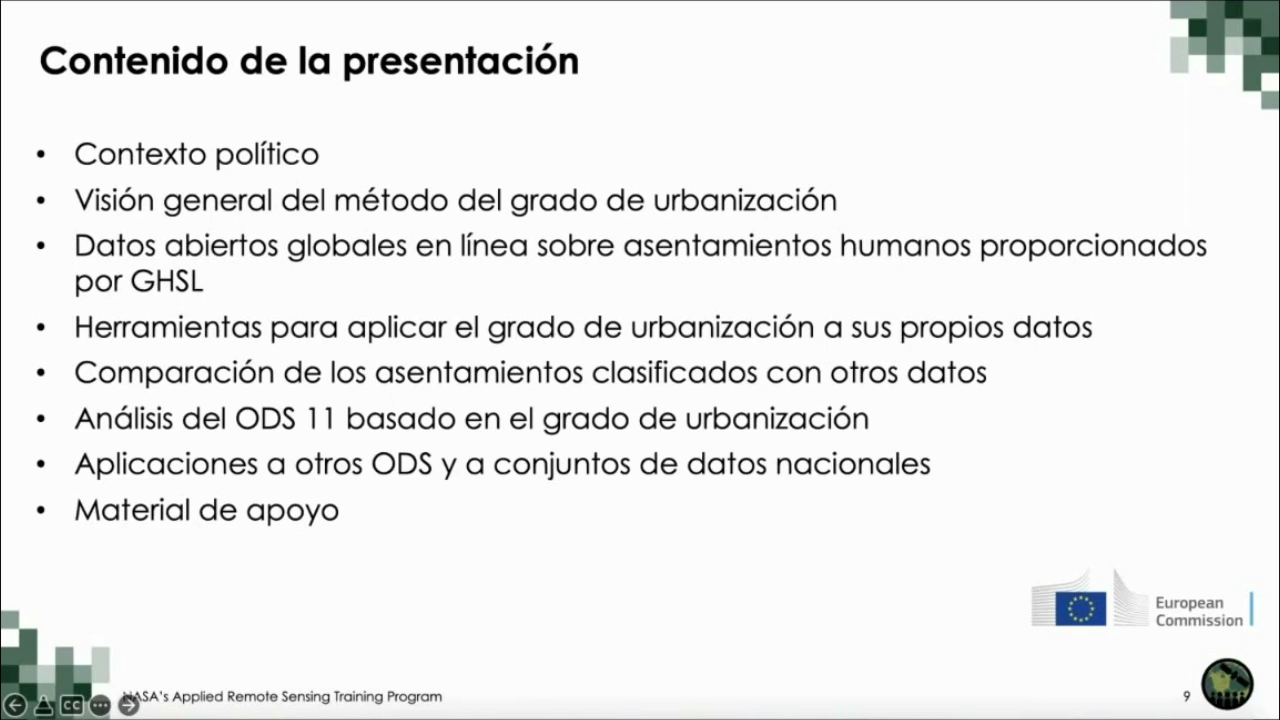 Contenido de la presentación
• Contexto político
• Visión general del método del grado de urbanización
• Datos abiertos globales en línea sobre asentamientos humanos proporcionados
por GHSL
• Herramientas para aplicar el grado de urbanización a sus propios datos
• Comparación de los asentamientos clasificados con otros datos
• Análisis del ODS 11 basado en el grado de urbanización
• Aplicaciones a otros ODS y a conjuntos de datos nacionales
• Material de apoyo
European
Commission
CC
NASA's Applied Remote Sensing Training Program
9